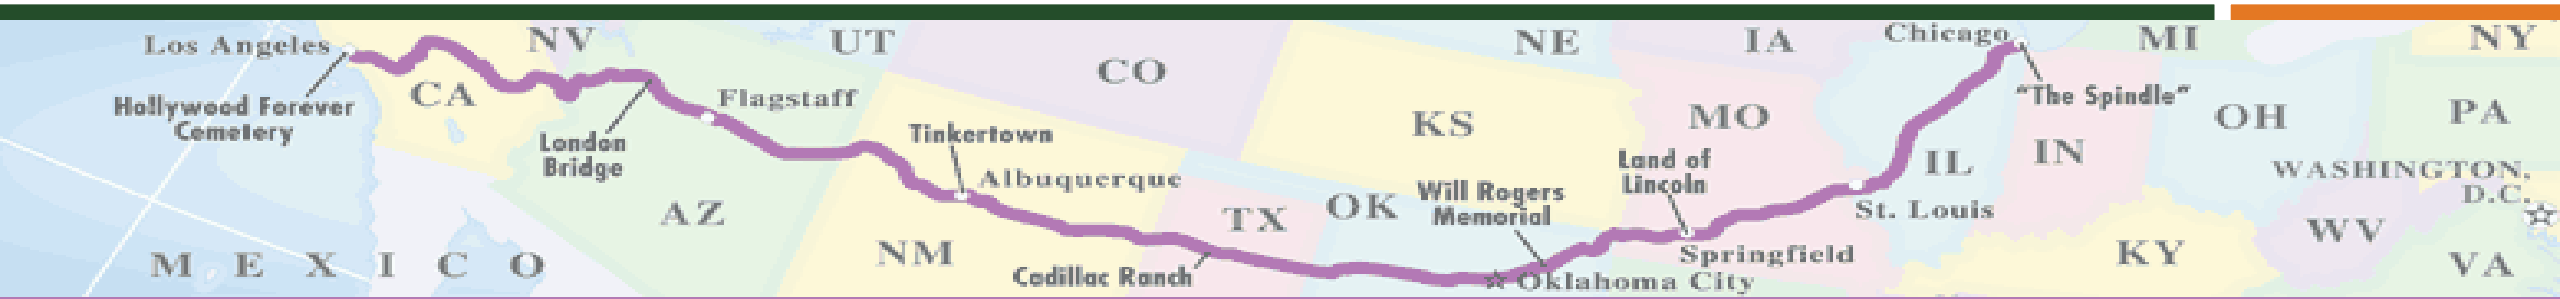 Los Angeles
NV
UT
CO
NE
IA
Chicago
MI
NY
Hollywood Forever
Cemetery
CA
London
Bridge
Flagstaff
Tinkertown
Albuquerque
KS
MO
"The Spindle"
OH
PA
IN
IL
Land of
Lincoln
WASHINGTON,
D.C.
AZ
NM
TX
OK
Will Rogers
Memorial
St. Louis
WV
MEXICO
Cadillac Ranch
Oklahoma City
Springfield
KY
VA